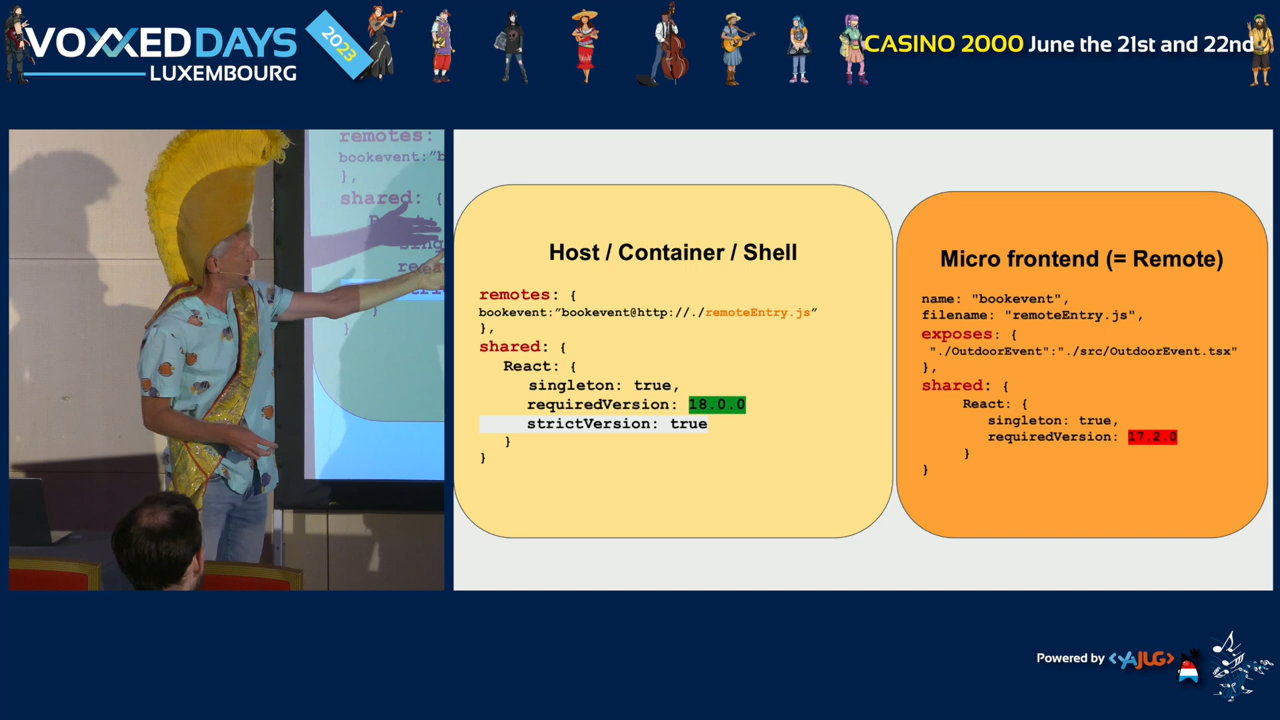 VOXXED DAYS
LUXEMBOURG
2023
CASINO 2000 June the 21st and 22nd
remotes:
bookevent:"b
},
shared: {
}
Host / Container / Shell
remotes: {
bookevent:”bookevent@http://./remoteEntry.js”
},
shared: {
React: {
singleton: true,
requiredVersion: 18.0.0
strictVersion: true
}
}
Micro frontend (= Remote)
name: "bookevent",
filename: "remoteEntry.js",
exposes: {
"./OutdoorEvent":"./src/OutdoorEvent.tsx"
},
shared: {
React: {
singleton: true,
requiredVersion: 17.2.0
}
}
Powered by <YAJUG>